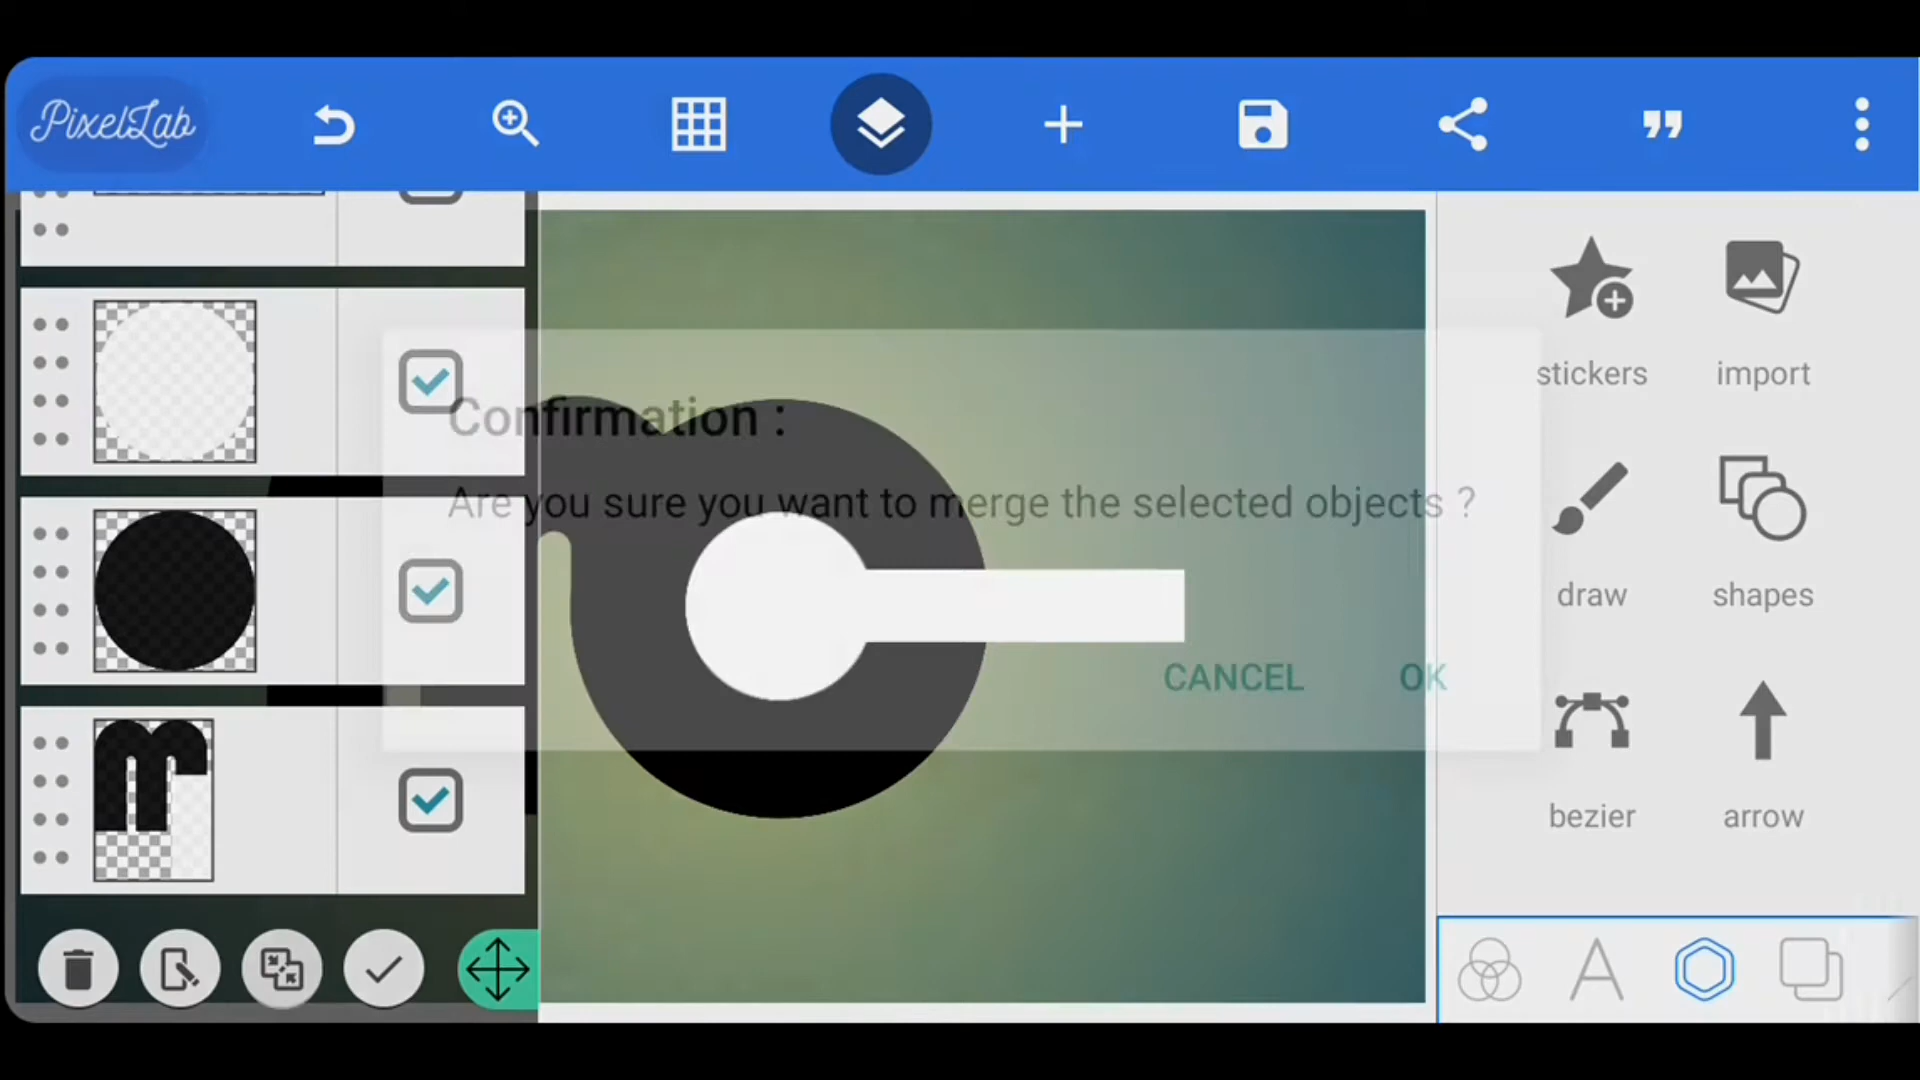 PixelLab
stickers
import
Confirmation :
Are you sure you want to merge the selected objects ?
draw
shapes
CANCEL
OK
bezier
arrow